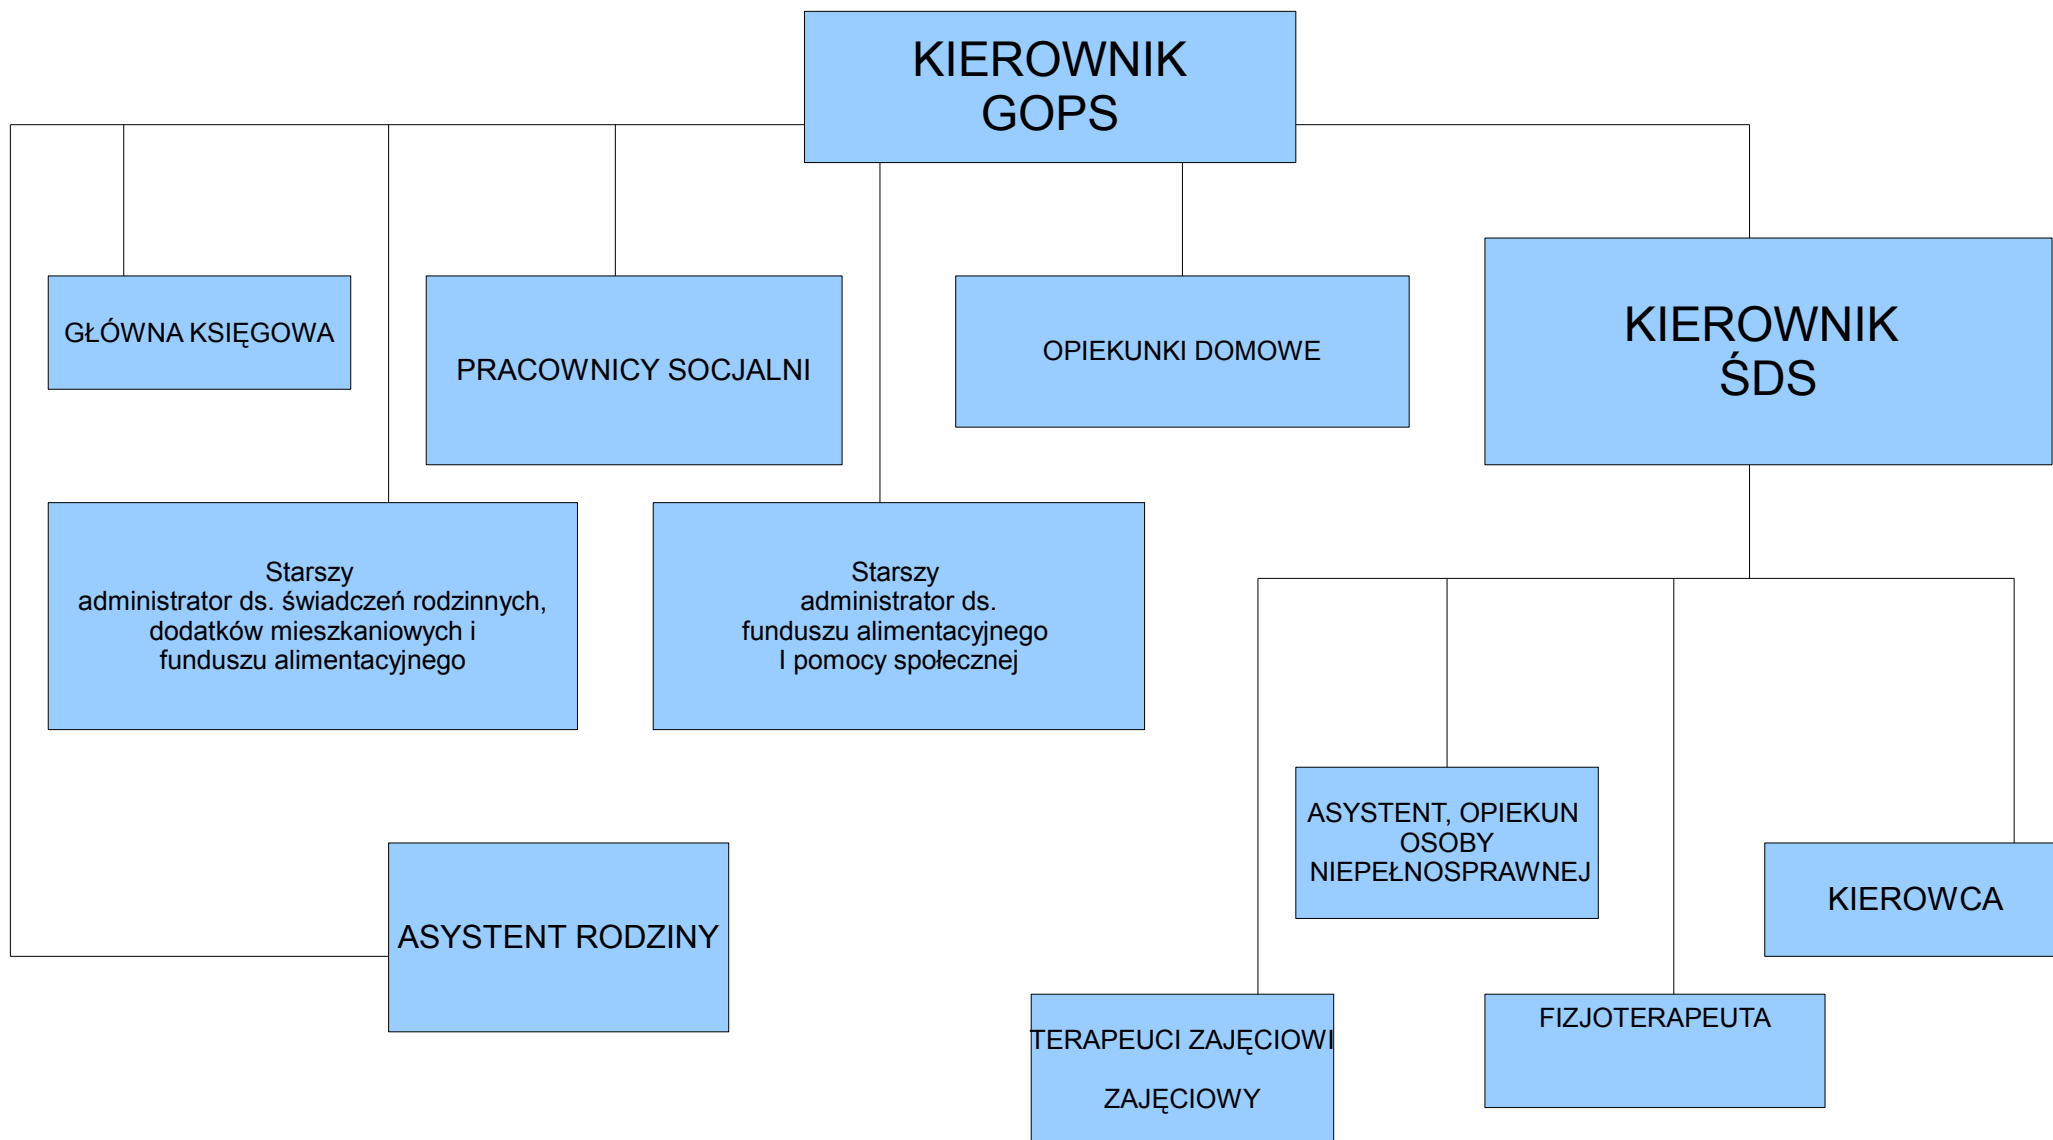 KIEROWNIK
GOPS
GŁÓWNA KSIĘGOWA
PRACOWNICY SOCJALNI
OPIEKUNKI DOMOWE
KIEROWNIK
ŚDS
Starszy
administrator ds. świadczeń rodzinnych,
dodatków mieszkaniowych i
funduszu alimentacyjnego
Starszy
administrator ds.
funduszu alimentacyjnego
I pomocy społecznej
ASYSTENT, OPIEKUN
OSOBY
NIEPEŁNOSPRAWNEJ
KIEROWCA
ASYSTENT RODZINY
TERAPEUCI ZAJĘCIOWI
ZAJĘCIOWY
FIZJOTERAPEUTA